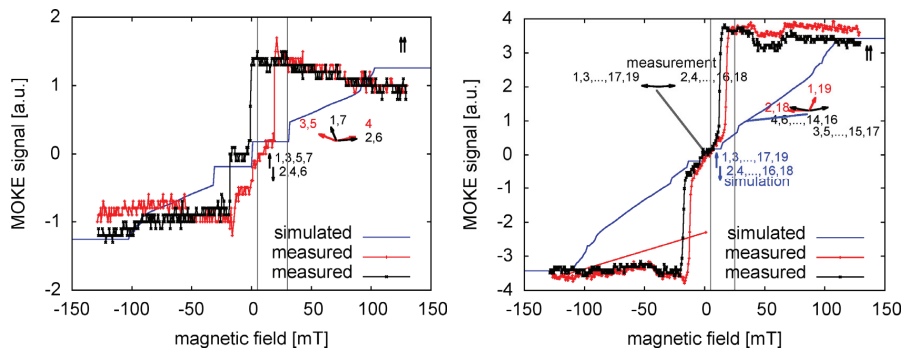 2
1
0
-1
-2
MOKE signal [a.u.]
-150 -100 -50 0 50 100 150
magnetic field [mT]
3,5
1,7
4
2,6
1,3,5,7
2,4,6
simulated
measured
measured
4
3
2
1
0
-1
-2
-3
-4
MOKE signal [a.u.]
-150 -100 -50 0 50 100 150
magnetic field [mT]
measurement
1,3,...,17,19 2,4,...,16,18
1,19
2,18
4,6,...,14,16
3,5,...,15,17
1,3,...,17,19
2,4,...,16,18
simulation
simulated
measured
measured